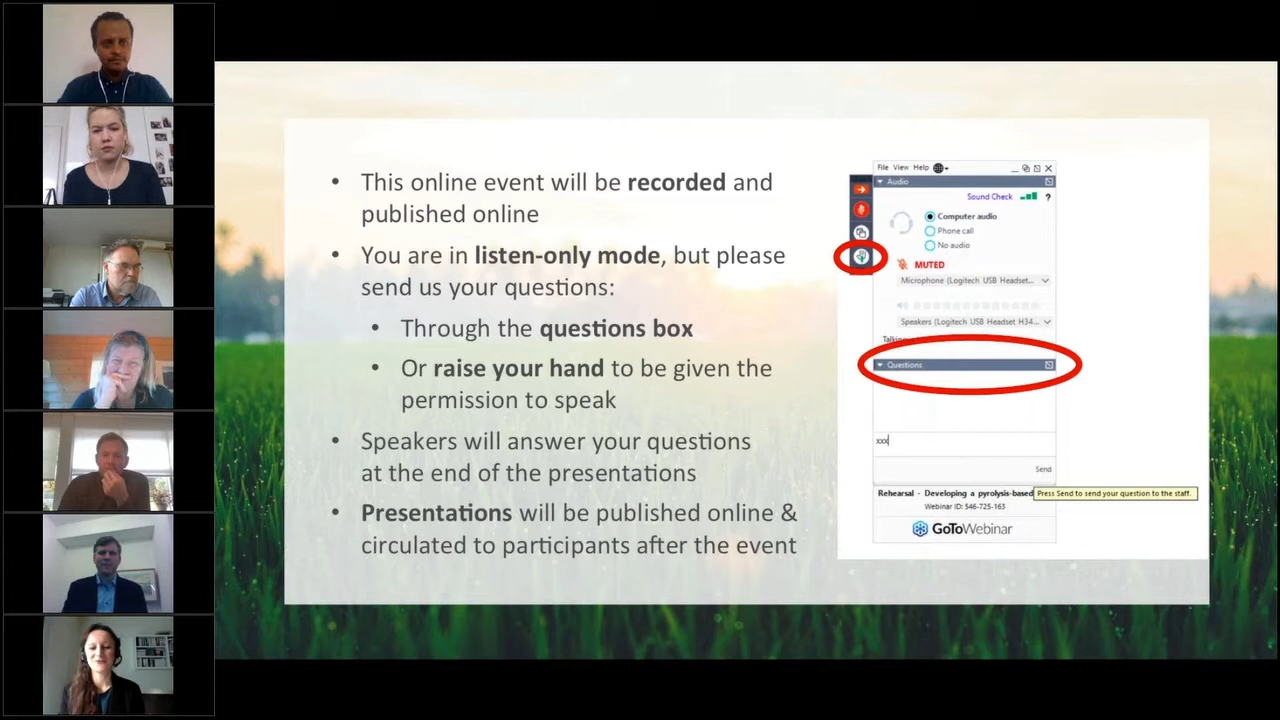 • This online event will be recorded and
published online
• You are in listen-only mode, but please
send us your questions:
• Through the questions box
• Or raise your hand to be given the
permission to speak
• Speakers will answer your questions
at the end of the presentations
• Presentations will be published online &
circulated to participants after the event
File View Help
Audio
Sound Check ?
Computer audio
Phone call
No audio
MUTED
Microphone (Logitech USB Headset...
Speakers (Logitech USB Headset H34...
Questions
xxx
Send
Rehearsal - Developing a pyrolysis-based
Press Send to send your question to the staff.
Webinar ID: 546-725-163
GoToWebinar